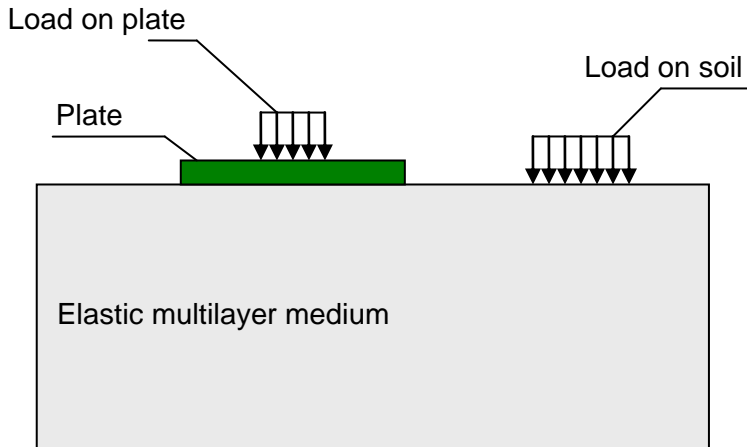 Load on plate
Load on soil
Plate
Elastic multilayer medium